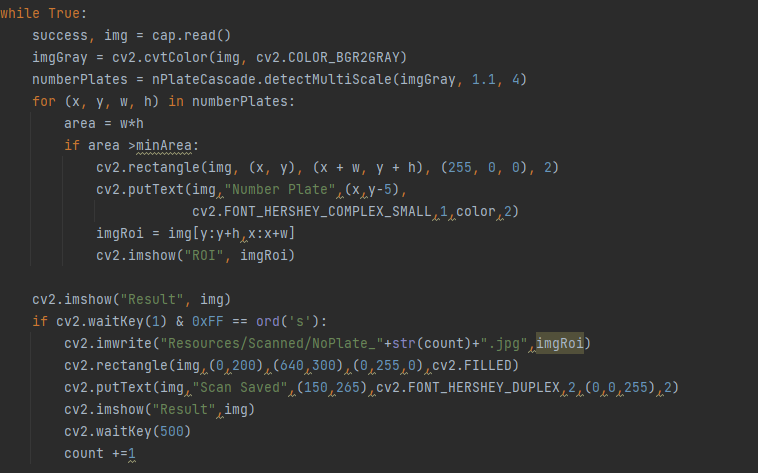 while True:
    success, img = cap.read()
    imgGray = cv2.cvtColor(img, cv2.COLOR_BGR2GRAY)
    numberPlates = nPlateCascade.detectMultiScale(imgGray, 1.1, 4)
    for (x, y, w, h) in numberPlates:
        area = w*h
        if area >minArea:
            cv2.rectangle(img, (x, y), (x + w, y + h), (255, 0, 0), 2)
            cv2.putText(img,"Number Plate",(x,y-5),
                        cv2.FONT_HERSHEY_COMPLEX_SMALL,1,color,2)
            imgRoi = img[y:y+h,x:x+w]
            cv2.imshow("ROI", imgRoi)

    cv2.imshow("Result", img)
    if cv2.waitKey(1) & 0xFF == ord('s'):
        cv2.imwrite("Resources/Scanned/NoPlate_"+str(count)+".jpg",imgRoi)
        cv2.rectangle(img,(0,200),(640,300),(0,255,0),cv2.FILLED)
        cv2.putText(img,"Scan Saved",(150,265),cv2.FONT_HERSHEY_DUPLEX,2,(0,0,255),2)
        cv2.imshow("Result",img)
        cv2.waitKey(500)
        count +=1